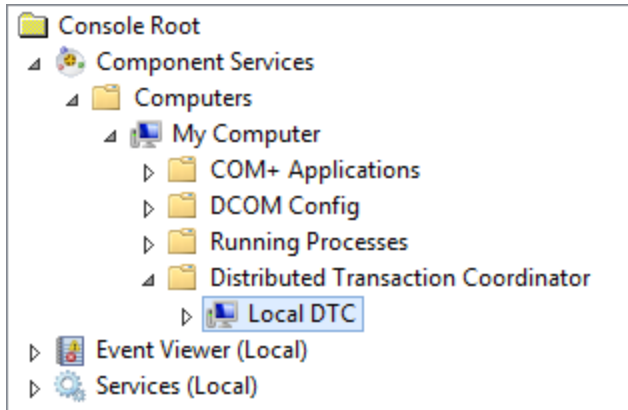 Console Root
Component Services
Computers
My Computer
COM+ Applications
DCOM Config
Running Processes
Distributed Transaction Coordinator
Local DTC
Event Viewer (Local)
Services (Local)